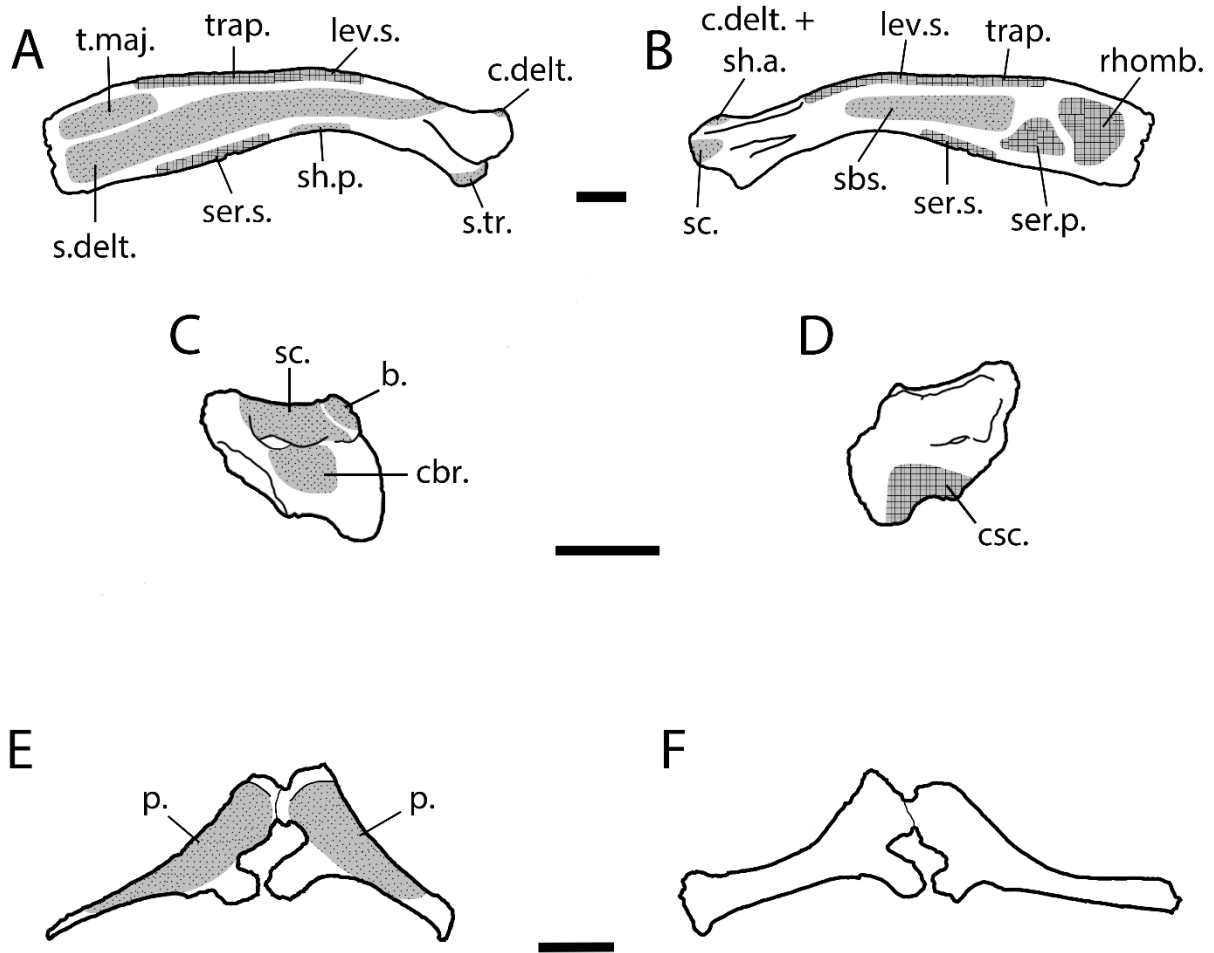 A
t.maj.
trap.
lev.s.
c.delt.
s.delt.
ser.s.
sh.p.
s.tr.
B
c.delt. +
sh.a.
lev.s.
trap.
rhomb.
sc.
sbs.
ser.s.
ser.p.
C
sc.
b.
cbr.
D
csc.
E
p.
p.
F